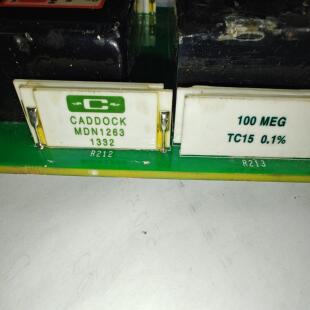 C
CADDOCK
MDN1263
1332
R212
100 MEG
TC15 0.1%
R213